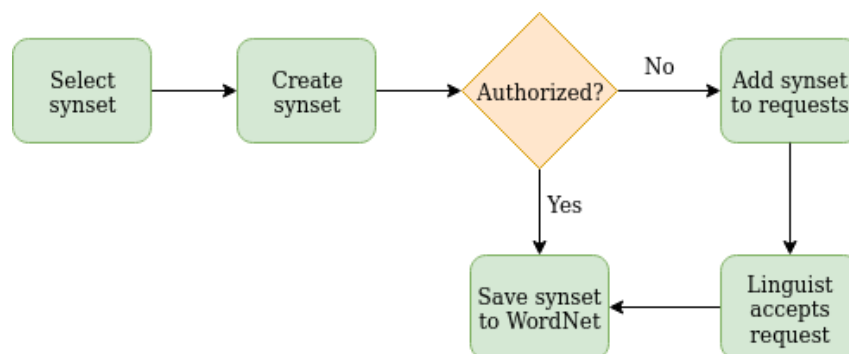 Select
synset
Create
synset
Authorized?
No
Add synset
to requests
Yes
Save synset
to WordNet
Linguist
accepts
request